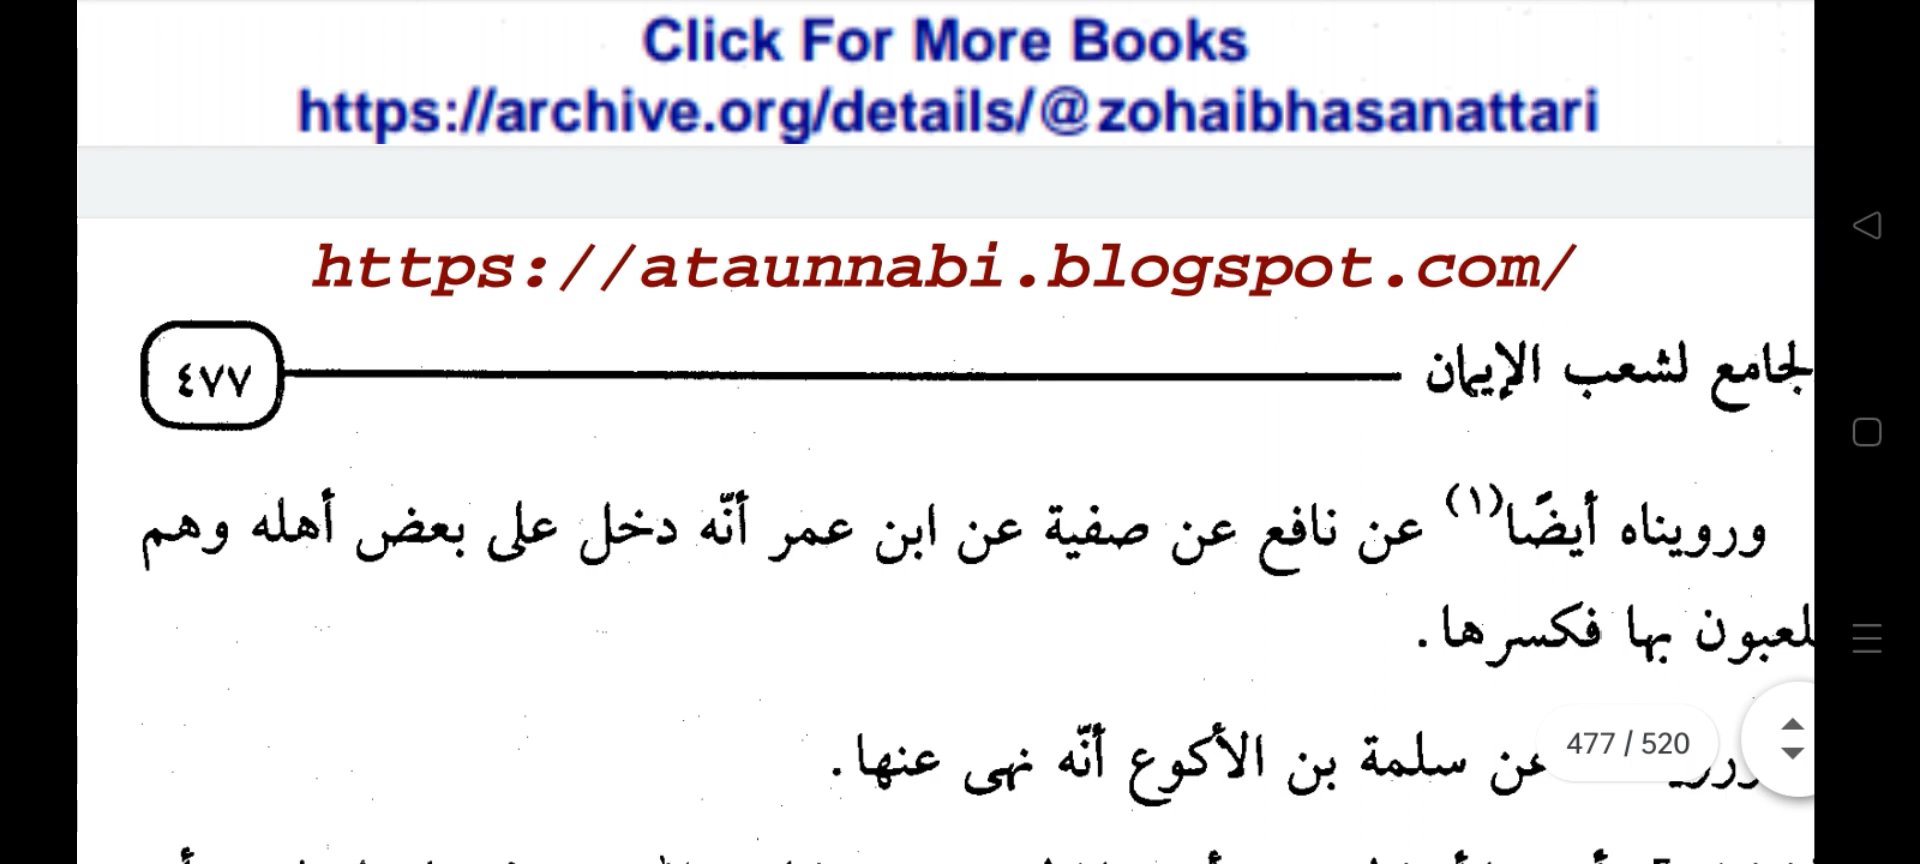 Click For More Books
https://archive.org/details/@zohaibhasanattari
https://ataunnabi.blogspot.com/
لجامع لشعب الإيمان ٤٧٧
ورويناه أيضًا(١) عن نافع عن صفية عن ابن عمر أنّه دخل على بعض أهله وهم
لعبون بها فكسرها.
عن سلمة بن الأكوع أنّه نهى عنها.
477 / 520